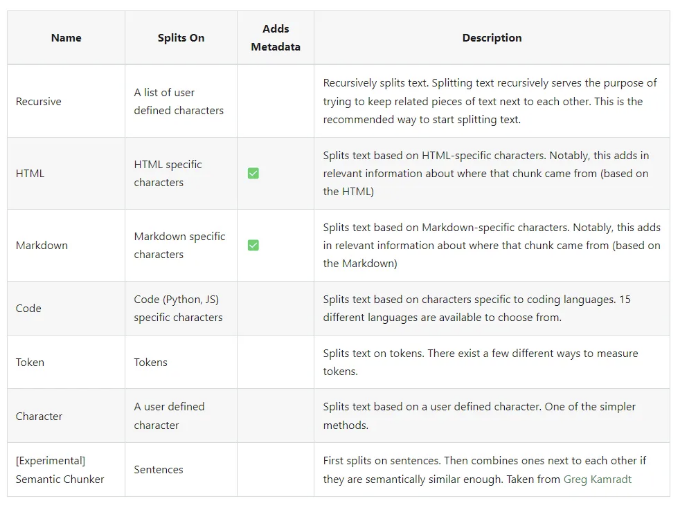 Name
Splits On
Adds
Metadata
Description
Recursive
A list of user
defined characters
Recursively splits text. Splitting text recursively serves the purpose of
trying to keep related pieces of text next to each other. This is the
recommended way to start splitting text.
HTML
HTML specific
characters
Splits text based on HTML-specific characters. Notably, this adds in
relevant information about where that chunk came from (based on
the HTML)
Markdown
Markdown specific
characters
Splits text based on Markdown-specific characters. Notably, this adds
in relevant information about where that chunk came from (based on
the Markdown)
Code
Code (Python, JS)
specific characters
Splits text based on characters specific to coding languages. 15
different languages are available to choose from.
Token
Tokens
Splits text on tokens. There exist a few different ways to measure
tokens.
Character
A user defined
character
Splits text based on a user defined character. One of the simpler
methods.
[Experimental]
Semantic Chunker
Sentences
First splits on sentences. Then combines ones next to each other if
they are semantically similar enough. Taken from Greg Kamradt